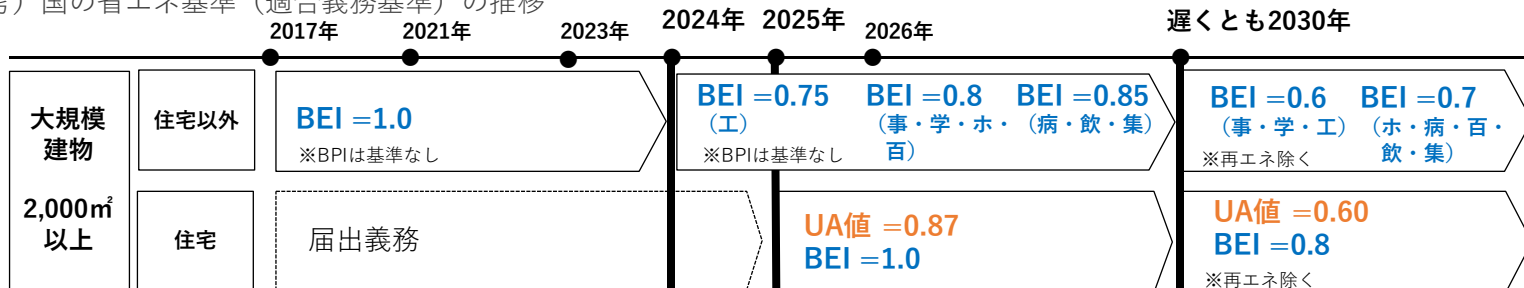 国の省エネ基準（適合義務基準）の推移
2017年 2021年 2023年 2024年 2025年 2026年 遅くとも2030年
大規模
建物
2,000㎡
以上
住宅以外
BEI =1.0
※BPIは基準なし
BEI =0.75
（工）
※BPIは基準なし
BEI =0.8
（事・学・ホ・
百）
BEI =0.85
（病・飲・集）
BEI =0.6
（事・学・工）
※再エネ除く
BEI =0.7
（ホ・病・百・
飲・集）
住宅
届出義務
UA値 =0.87
BEI =1.0
UA値 =0.60
BEI =0.8
※再エネ除く